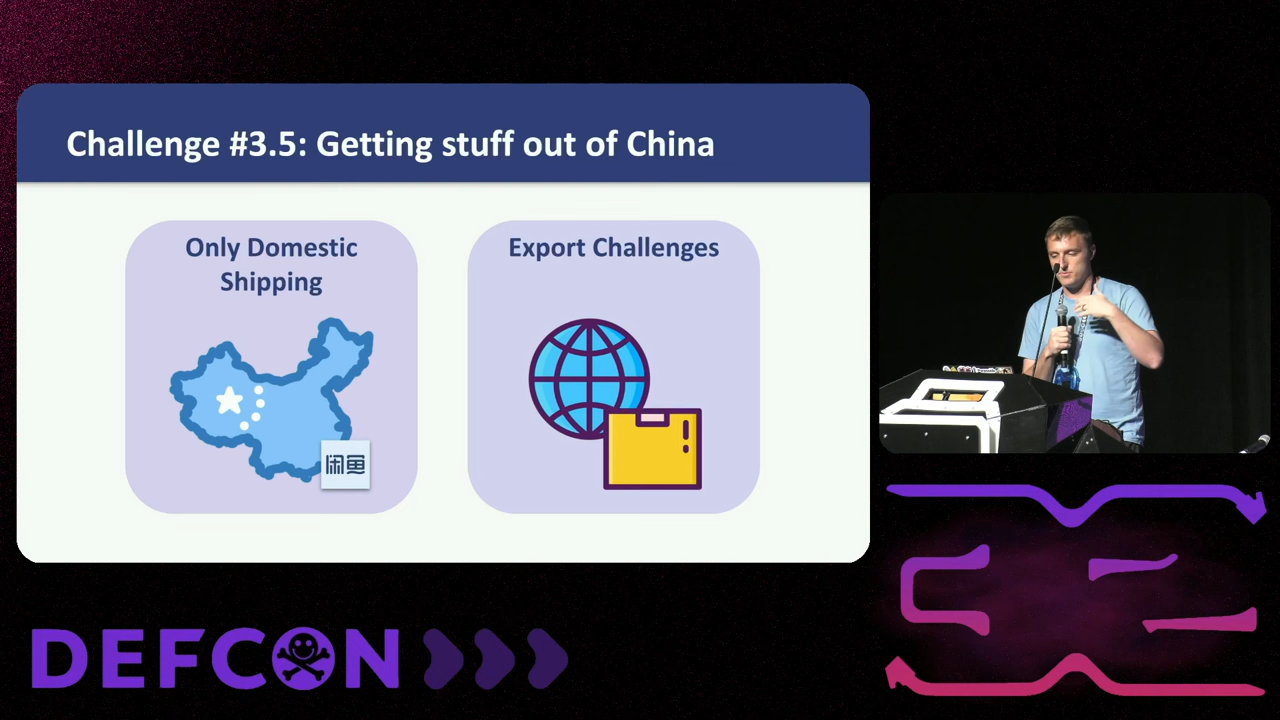 Challenge #3.5: Getting stuff out of China
Only Domestic
Shipping
闲鱼
Export Challenges
DEFCON